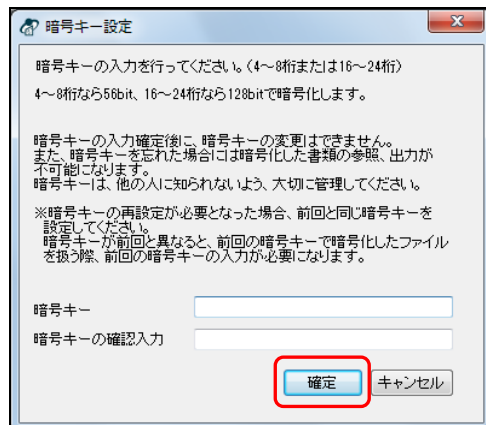 暗号キー設定
暗号キーの入力を行ってください。(4～8桁または16～24桁)
4～8桁なら56bit、16～24桁なら128bitで暗号化します。
暗号キーの入力確定後に、暗号キーの変更はできません。
また、暗号キーを忘れた場合には暗号化した書類の参照、出力が
不可能になります。
暗号キーは、他の人に知られないよう、大切に管理してください。
※暗号キーの再設定が必要となった場合、前回と同じ暗号キーを
設定してください。
暗号キーが前回と異なると、前回の暗号キーで暗号化したファイル
を扱う際、前回の暗号キーの入力が必要になります。
暗号キー
暗号キーの確認入力
確定
キャンセル